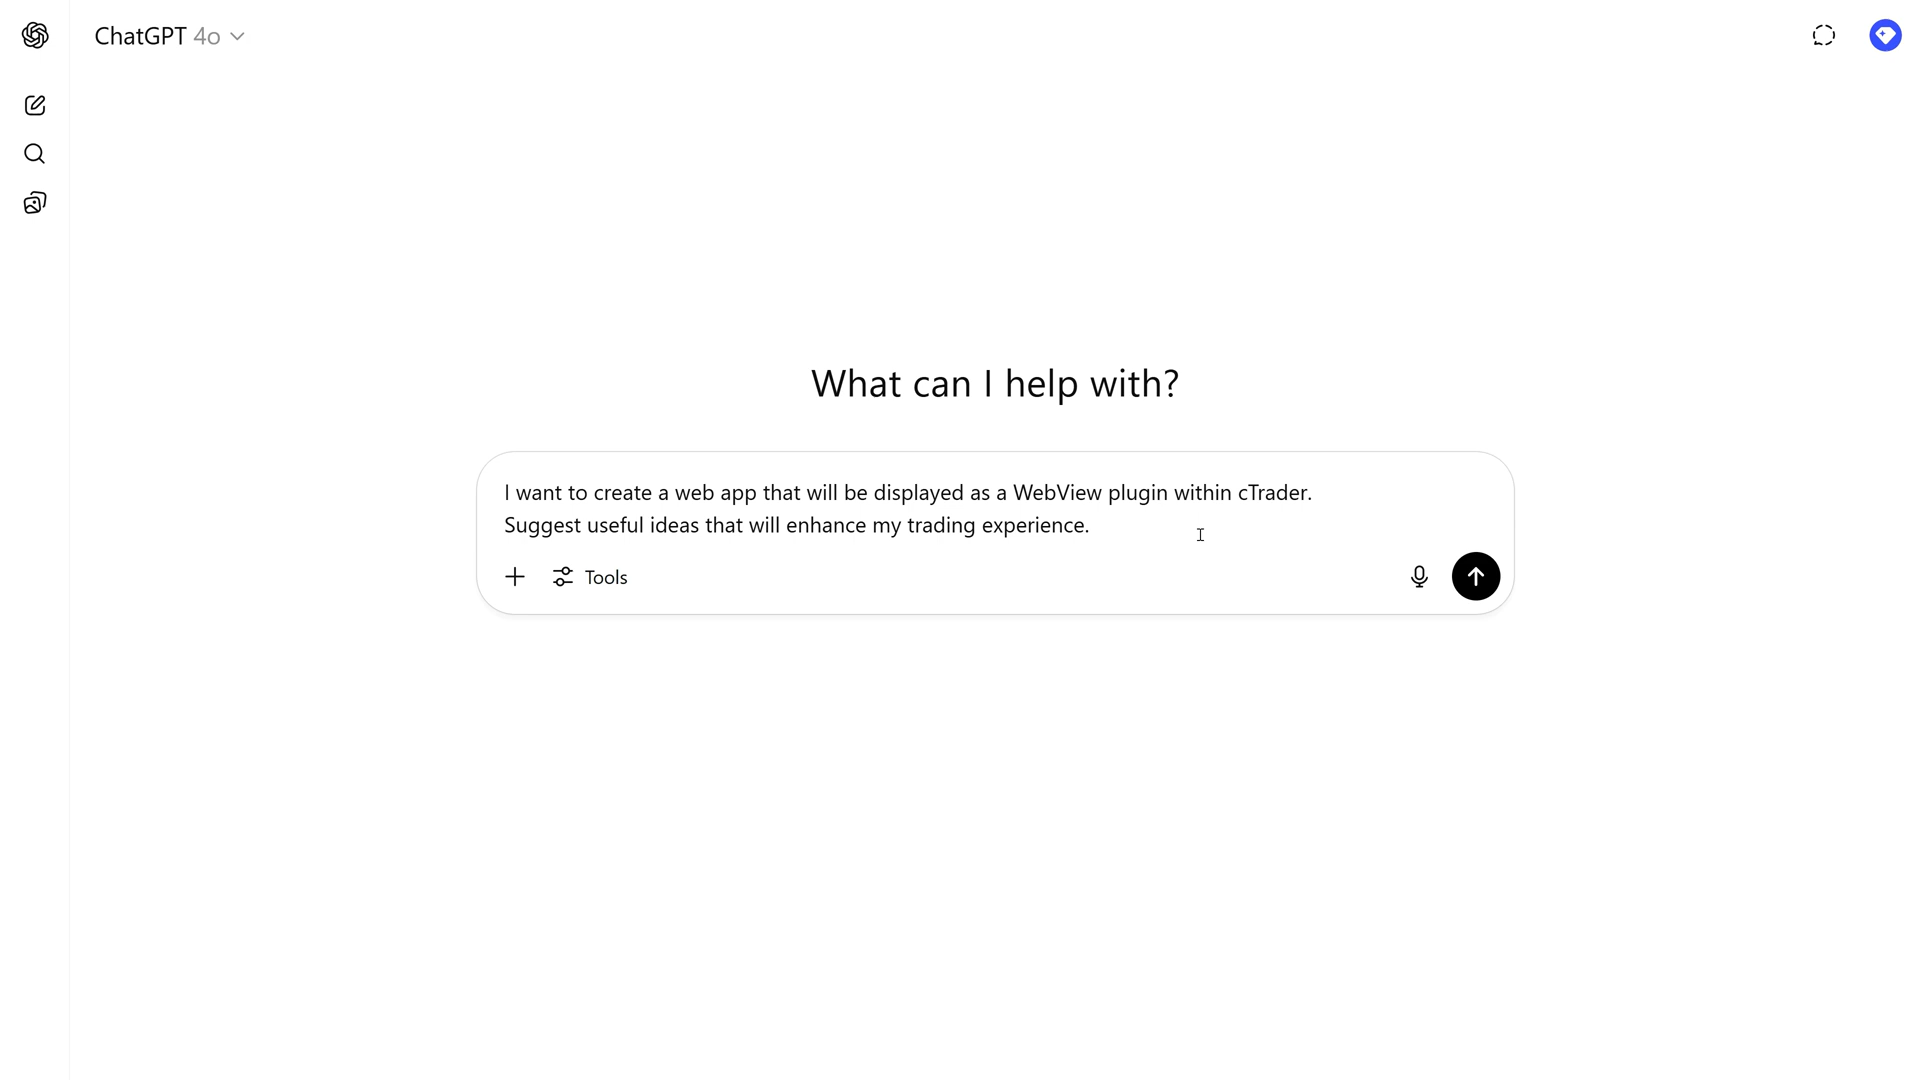 ChatGPT 4o
What can I help with?
I want to create a web app that will be displayed as a WebView plugin within cTrader.
Suggest useful ideas that will enhance my trading experience.
Tools